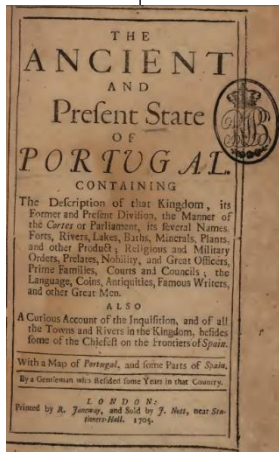 THE
ANCIENT
AND
Present State
OF
PORTVGAL.
CONTAINING
The Description of that Kingdom, its
Former and Present Division, the Manner of
the Cortes or Parliament, its several Names.
Forts, Rivers, Lakes, Baths, Minerals, Plants,
and other Product; Religious and Military
Orders, Prelates, Nobility, and Great Officers,
Prime Families, Courts and Councils; the
Language, Coins, Antiquities, Famous Writers,
and other Great Men.
ALSO
A Curious Account of the Inquisition, and of all
the Towns and Rivers in the Kingdom, besides
some of the Chiefest on the Frontiers of Spain.
With a Map of Portugal, and some Parts of Spain.
By a Gentleman who Resided some Years in that Country.
LONDON:
Printed by R. Janeway, and Sold by J. Nutt, near Sta-
tioners-Hall. 1705.